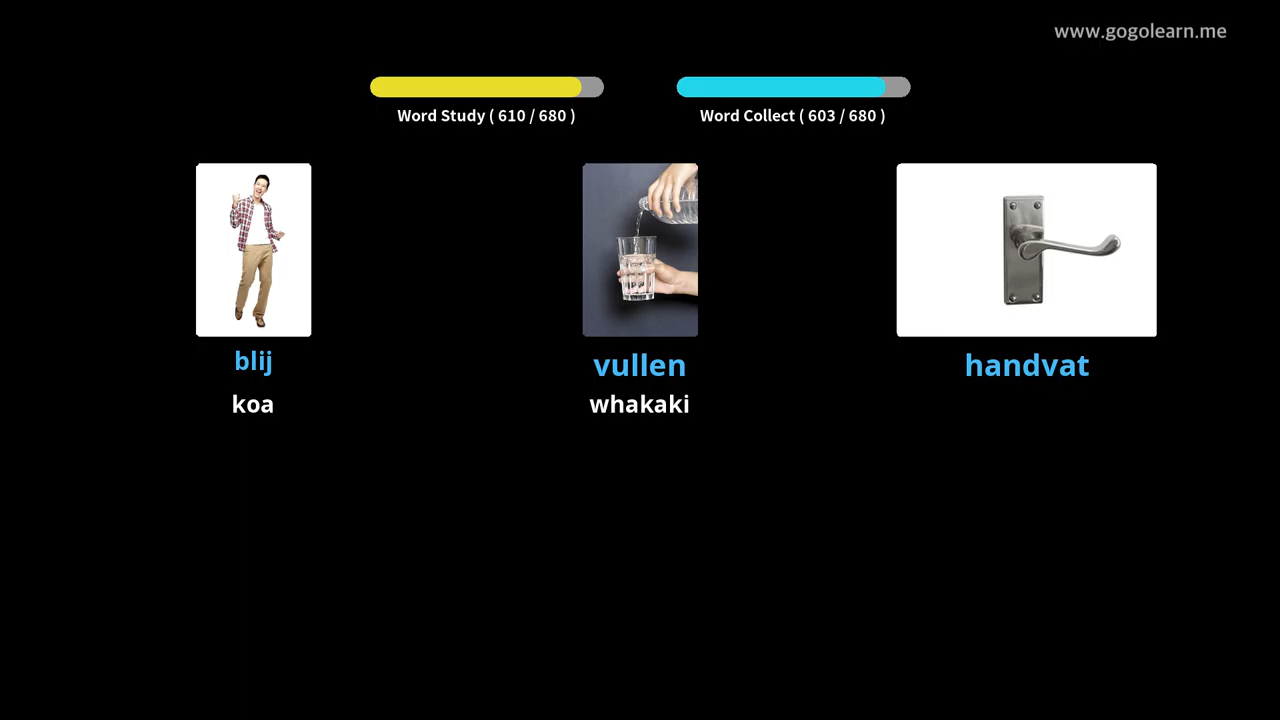 www.gogolearn.me
Word Study ( 610 / 680 )
Word Collect ( 603 / 680 )
blij
vullen
handvat
koa
whakaki